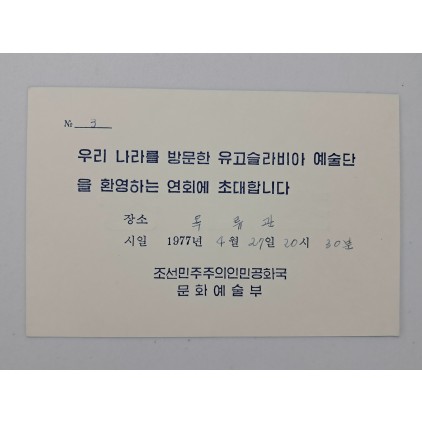 № 3
우리 나라를 방문한 유고슬라비아 예술단
을 환영하는 연회에 초대합니다
장소 옥류관
시일 1977년 4월 27일 20시 30분
조선민주주의인민공화국
문화예술부